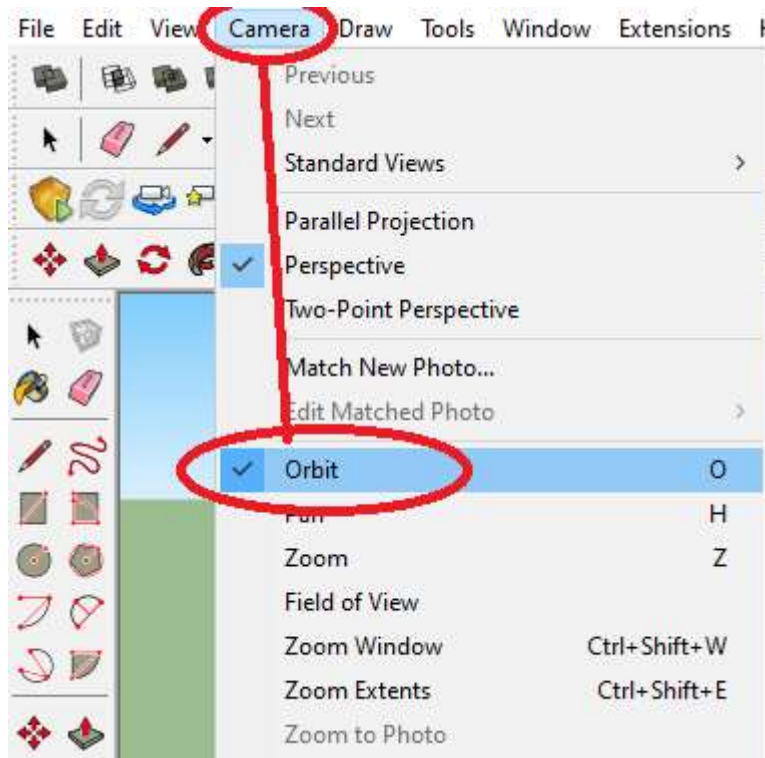 File Edit View Camera Draw Tools Window Extensions
Previous
Next
Standard Views >
Parallel Projection
Perspective
Two-Point Perspective
Match New Photo...
Edit Matched Photo >
Orbit O
Pan H
Zoom Z
Field of View
Zoom Window Ctrl+Shift+W
Zoom Extents Ctrl+Shift+E
Zoom to Photo